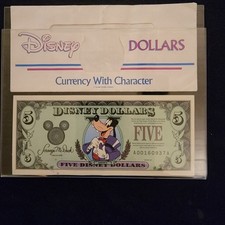 Disney DOLLARS
Currency With Character
5 DISNEY DOLLARS 5
FIVE
5 FIVE DISNEY DOLLARS 5